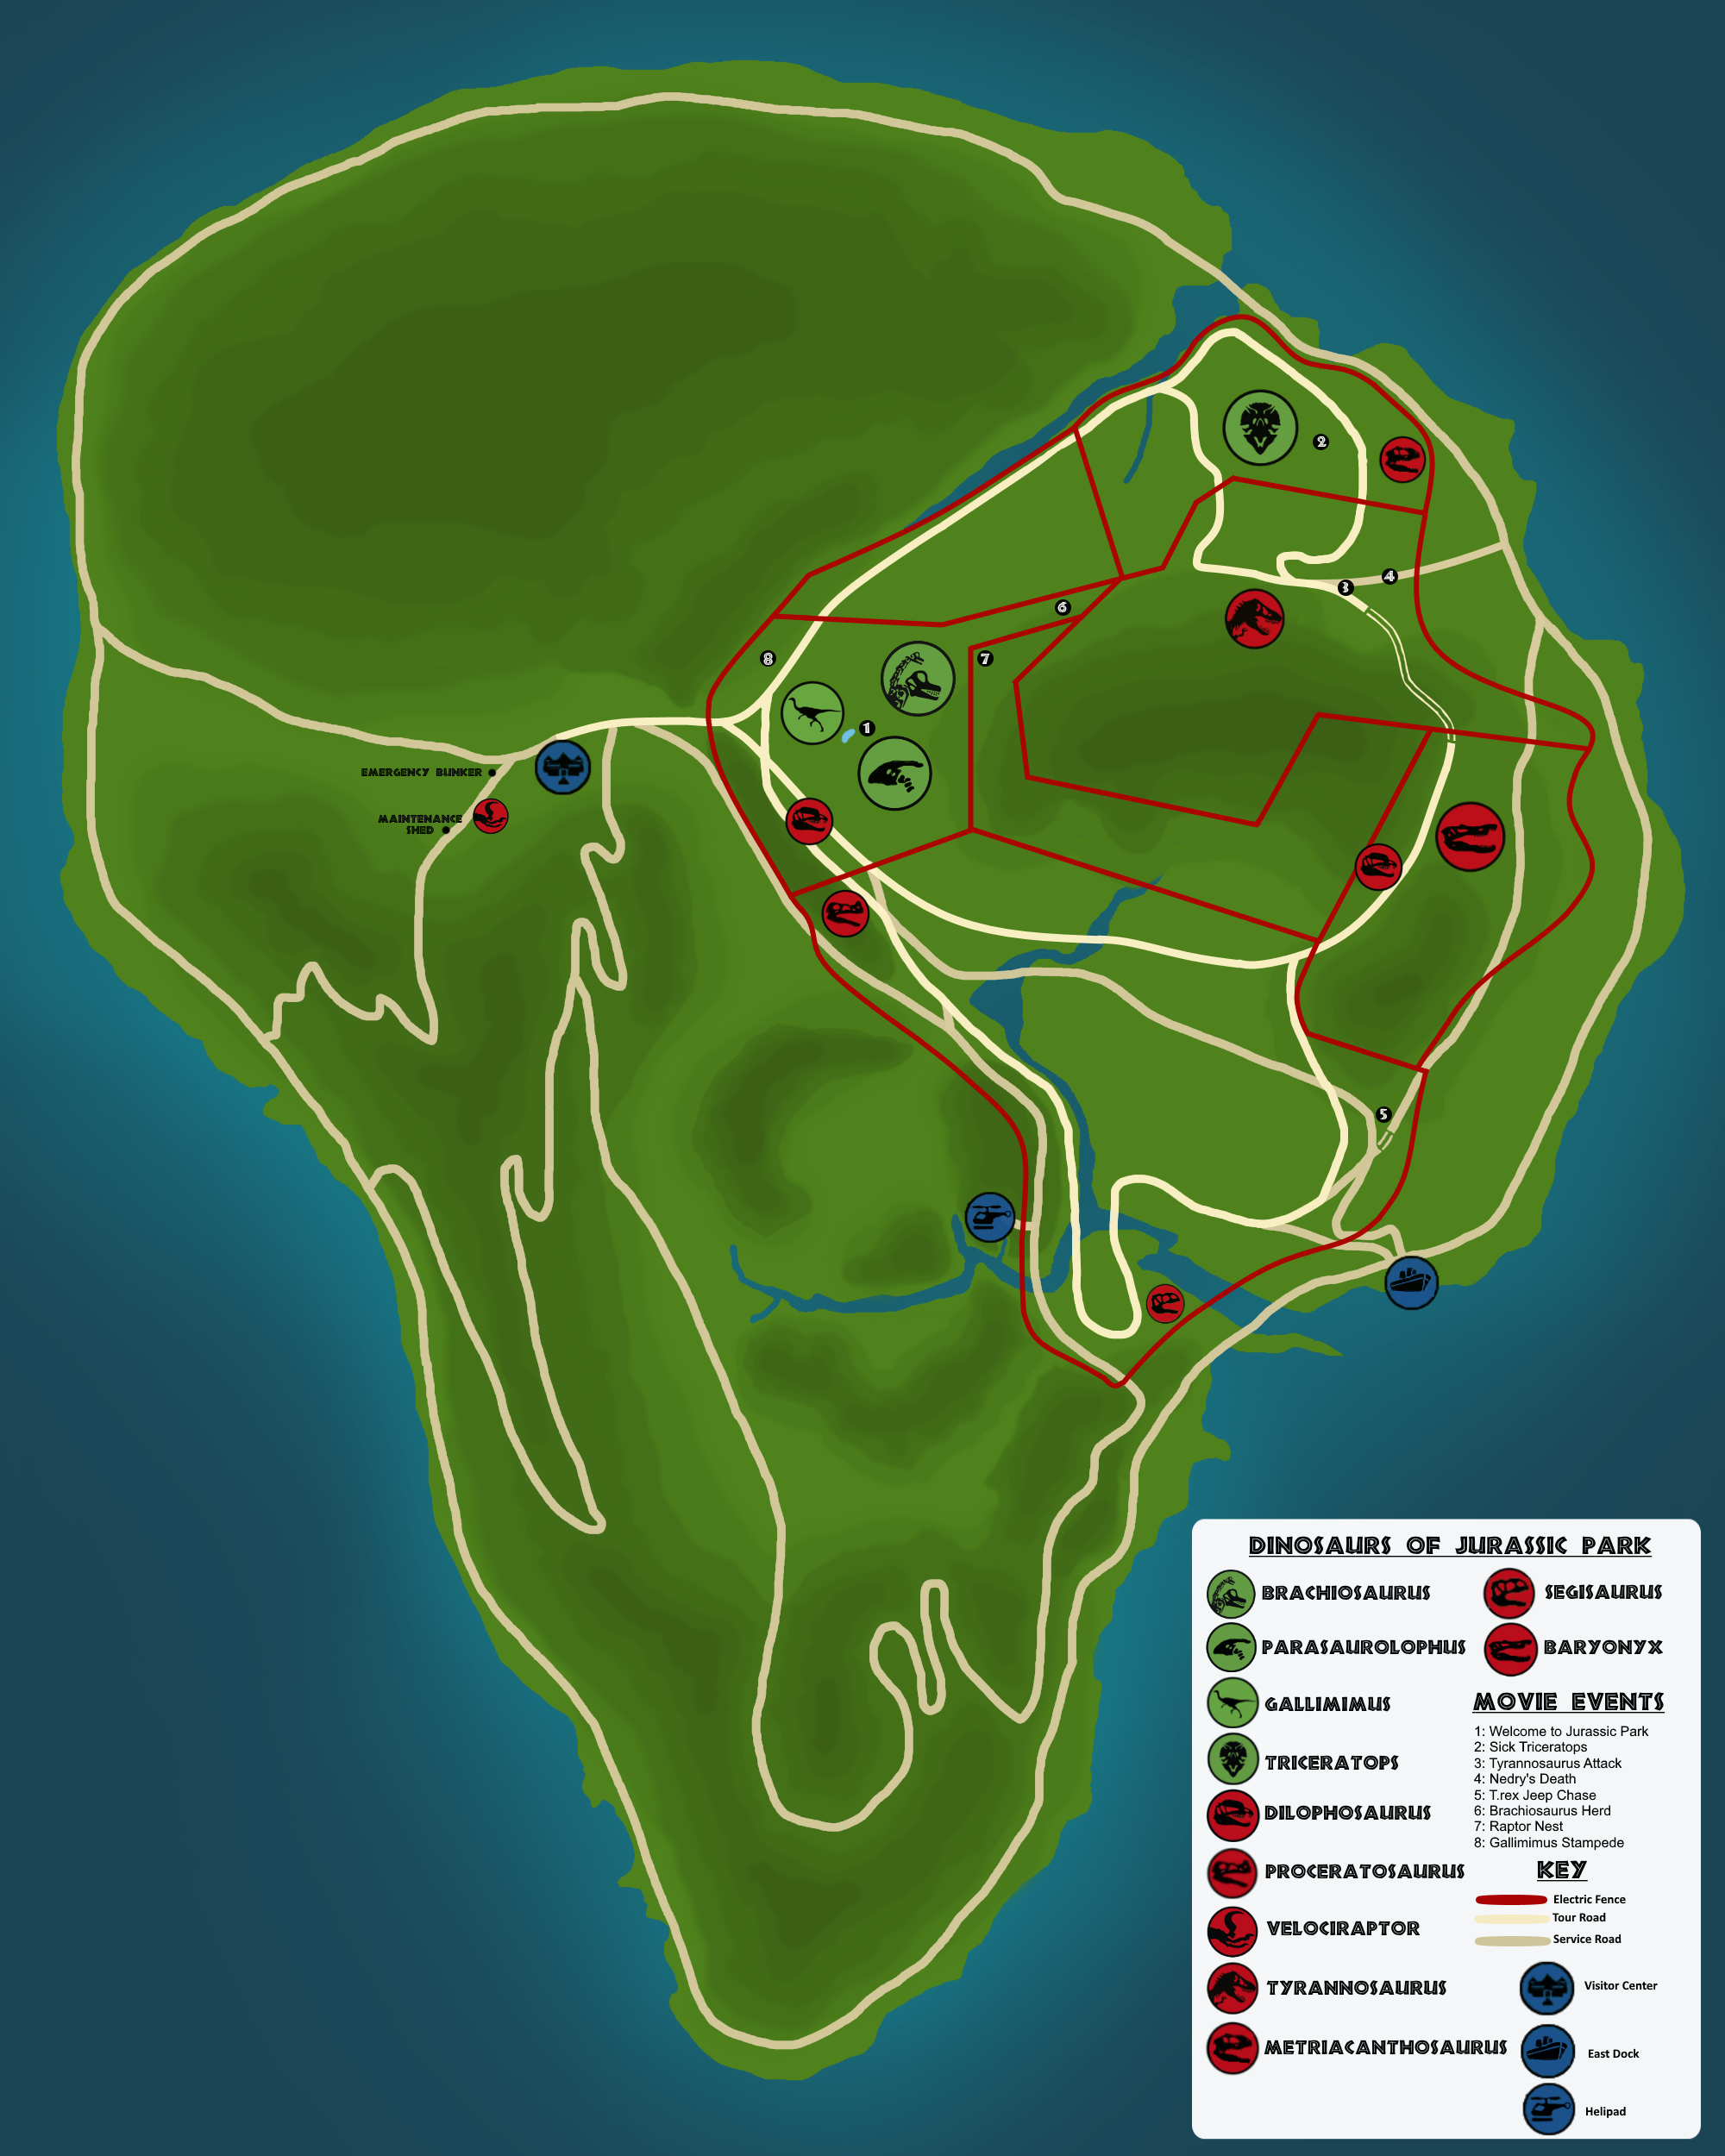 2
4
3
6
8
7
1
EMERGENCY BUNKER
MAINTENANCE
SHED
5
DINOSAURS OF JURASSIC PARK
BRACHIOSAURUS
PARASAUROLOPHUS
GALLIMIMUS
TRICERATOPS
DILOPHOSAURUS
PROCERATOSAURUS
VELOCIRAPTOR
TYRANNOSAURUS
METRIACANTHOSAURUS
SEGISAURUS
BARYONYX
MOVIE EVENTS
1: Welcome to Jurassic Park
2: Sick Triceratops
3: Tyrannosaurus Attack
4: Nedry's Death
5: T.rex Jeep Chase
6: Brachiosaurus Herd
7: Raptor Nest
8: Gallimimus Stampede
KEY
Electric Fence
Tour Road
Service Road
Visitor Center
East Dock
Helipad